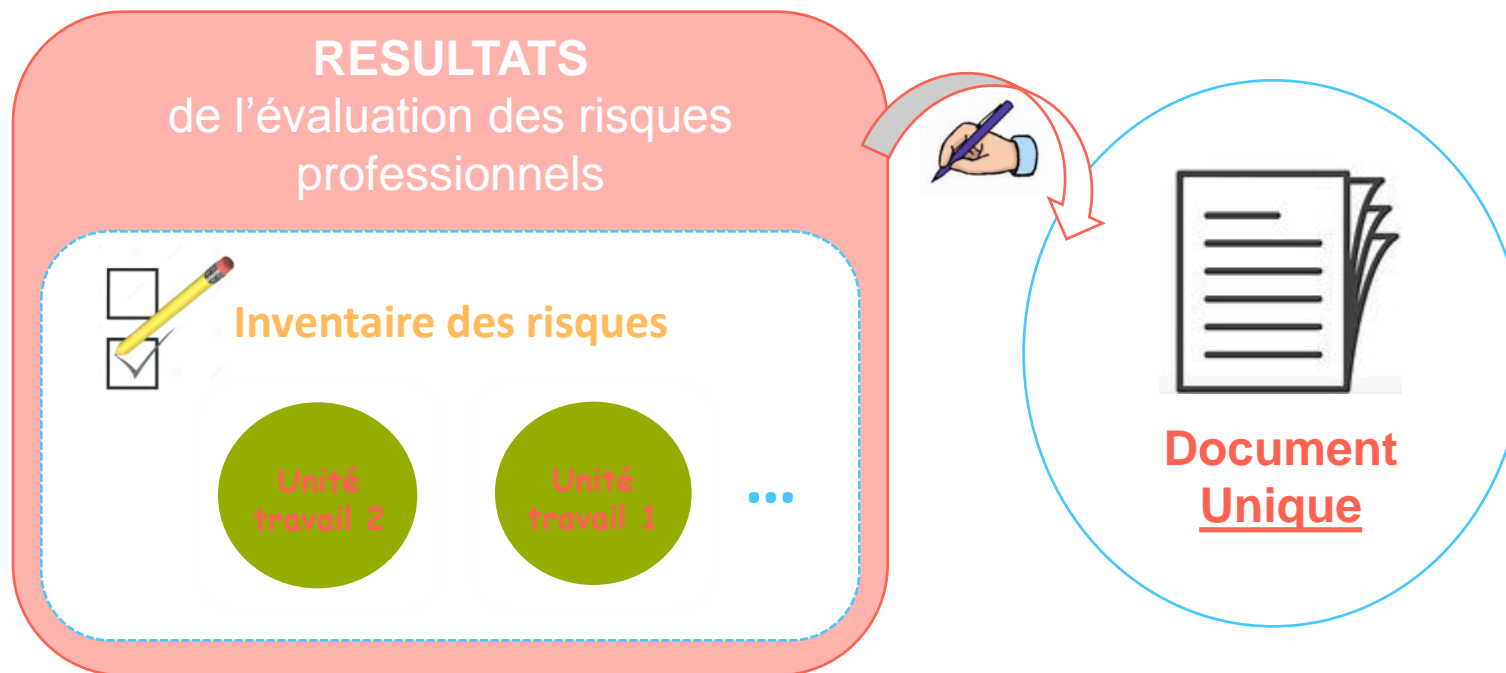 RESULTATS
de l’évaluation des risques
professionnels
Inventaire des risques
Unité
travail 2
Unité
travail 1
...
Document
Unique